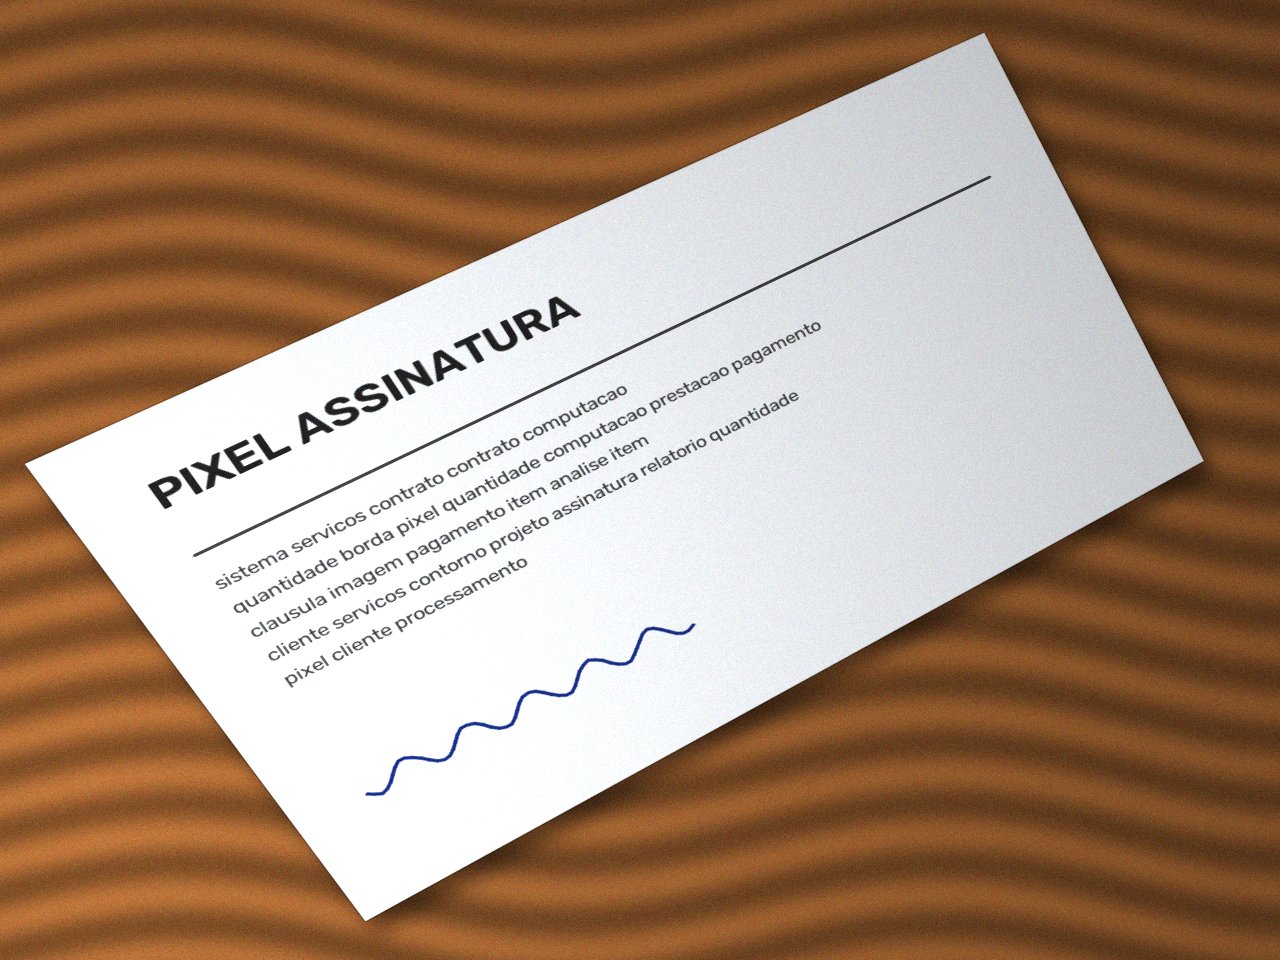 PIXEL ASSINATURA
sistema servicos contrato contrato computacao
quantidade borda pixel quantidade computacao prestacao pagamento
clausula imagem pagamento item analise item
cliente servicos contorno projeto assinatura relatorio quantidade
pixel cliente processamento